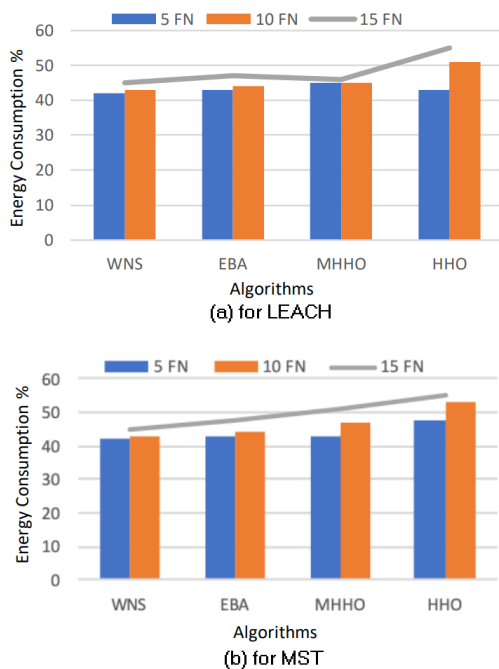 5 FN 10 FN 15 FN
60
50
40
30
20
10
0
Energy Consumption %
WNS EBA MHHO HHO
Algorithms
(a) for LEACH
5 FN 10 FN 15 FN
60
50
40
30
20
10
0
Energy Consumption %
WNS EBA MHHO HHO
Algorithms
(b) for MST